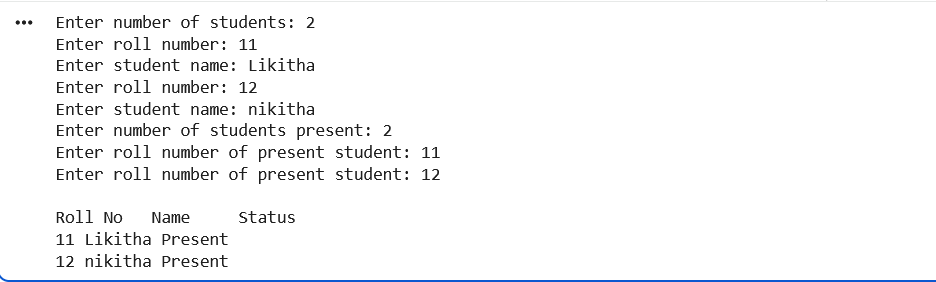 Enter number of students: 2
Enter roll number: 11
Enter student name: Likitha
Enter roll number: 12
Enter student name: nikitha
Enter number of students present: 2
Enter roll number of present student: 11
Enter roll number of present student: 12

Roll No   Name     Status
11 Likitha Present
12 nikitha Present